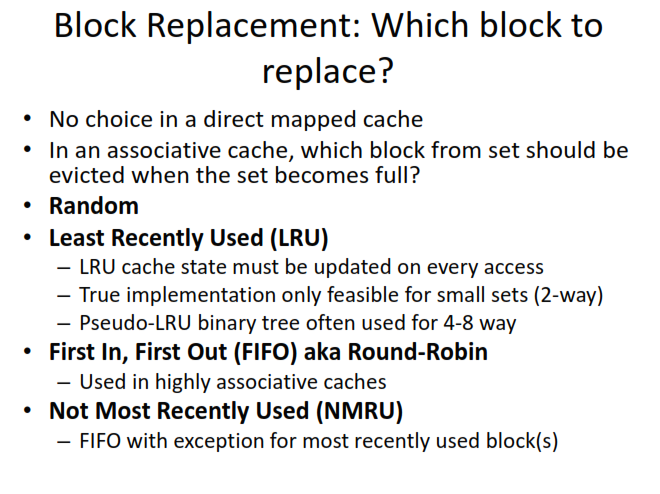 Block Replacement: Which block to
replace?
• No choice in a direct mapped cache
• In an associative cache, which block from set should be
evicted when the set becomes full?
• Random
• Least Recently Used (LRU)
– LRU cache state must be updated on every access
– True implementation only feasible for small sets (2-way)
– Pseudo-LRU binary tree often used for 4-8 way
• First In, First Out (FIFO) aka Round-Robin
– Used in highly associative caches
• Not Most Recently Used (NMRU)
– FIFO with exception for most recently used block(s)